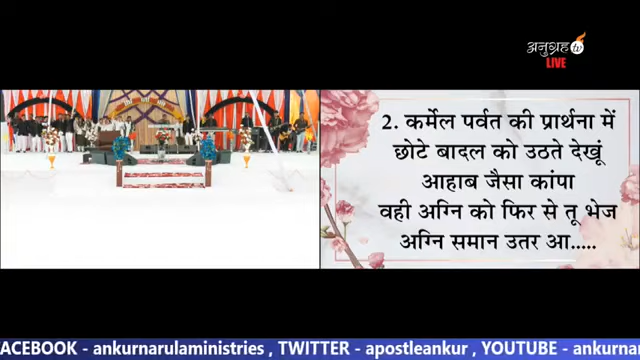 अनुग्रह tv
LIVE
2. कर्मेल पर्वत की प्रार्थना में
छोटे बादल को उठते देखूं
आहाब जैसा कांपा
वही अग्नि को फिर से तू भेज
अग्नि समान उतर आ.....
ACEBOOK - ankurnarulaministries , TWITTER - apostleankur , YOUTUBE - ankurna